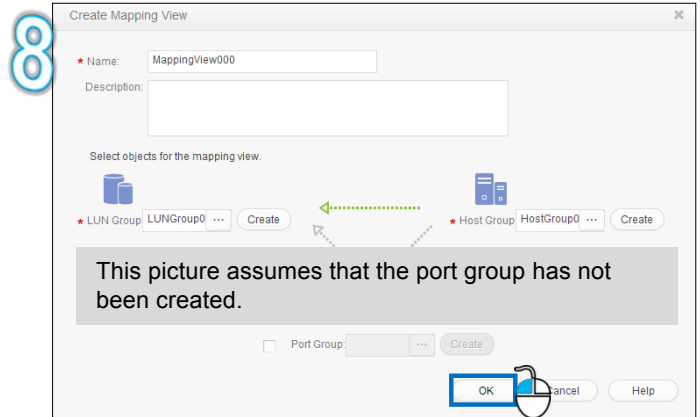 8
Create Mapping View
* Name: MappingView000
Description:
Select objects for the mapping view.
* LUN Group LUNGroup0 ... Create
* Host Group HostGroup0 ... Create
This picture assumes that the port group has not
been created.
Port Group: ... Create
OK Cancel Help